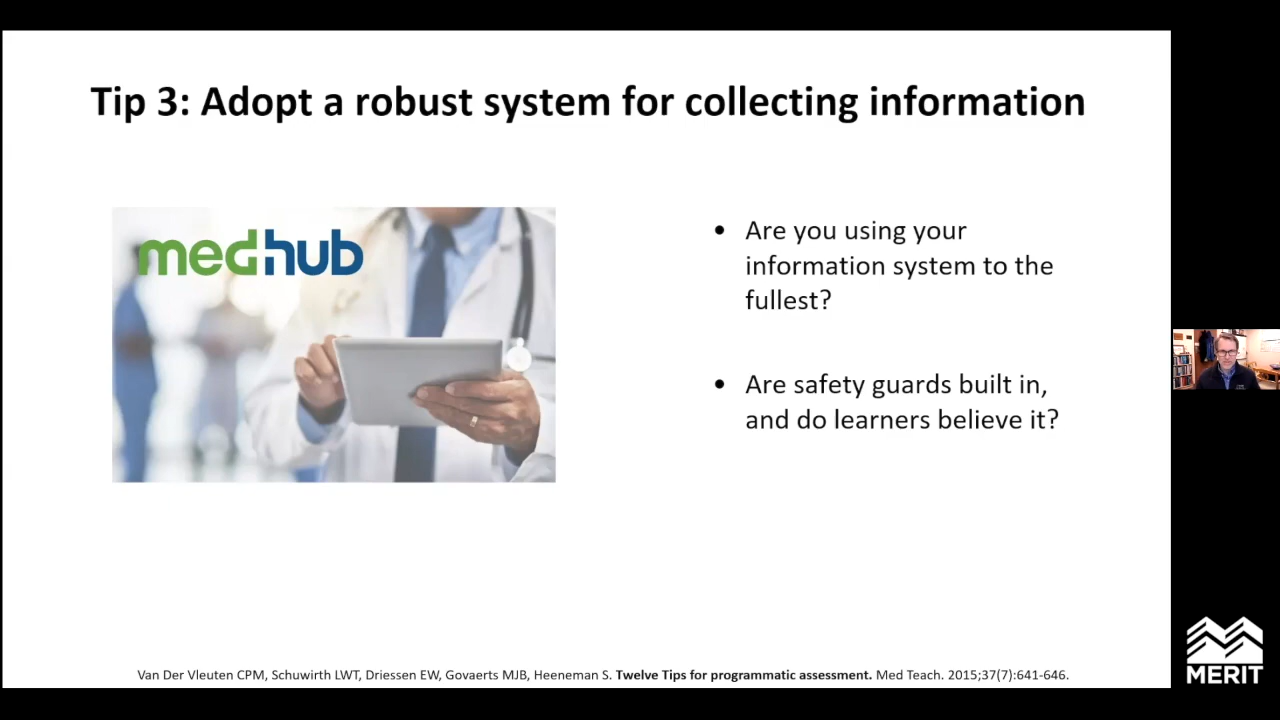 Tip 3: Adopt a robust system for collecting information
medhub
• Are you using your
information system to the
fullest?
• Are safety guards built in,
and do learners believe it?
Van Der Vleuten CPM, Schuwirth LWT, Driessen EW, Govaerts MJB, Heeneman S. Twelve Tips for programmatic assessment. Med Teach. 2015;37(7):641-646.
MERIT